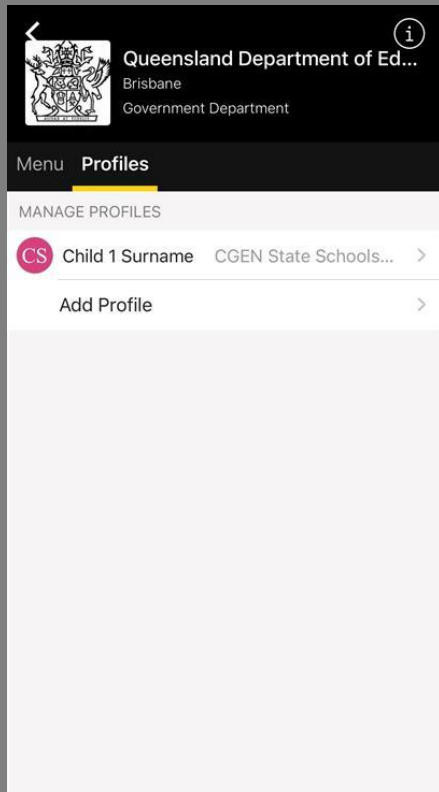 Queensland Department of Ed...
Brisbane
Government Department
Menu Profiles
MANAGE PROFILES
CS Child 1 Surname CGEN State Schools...
Add Profile